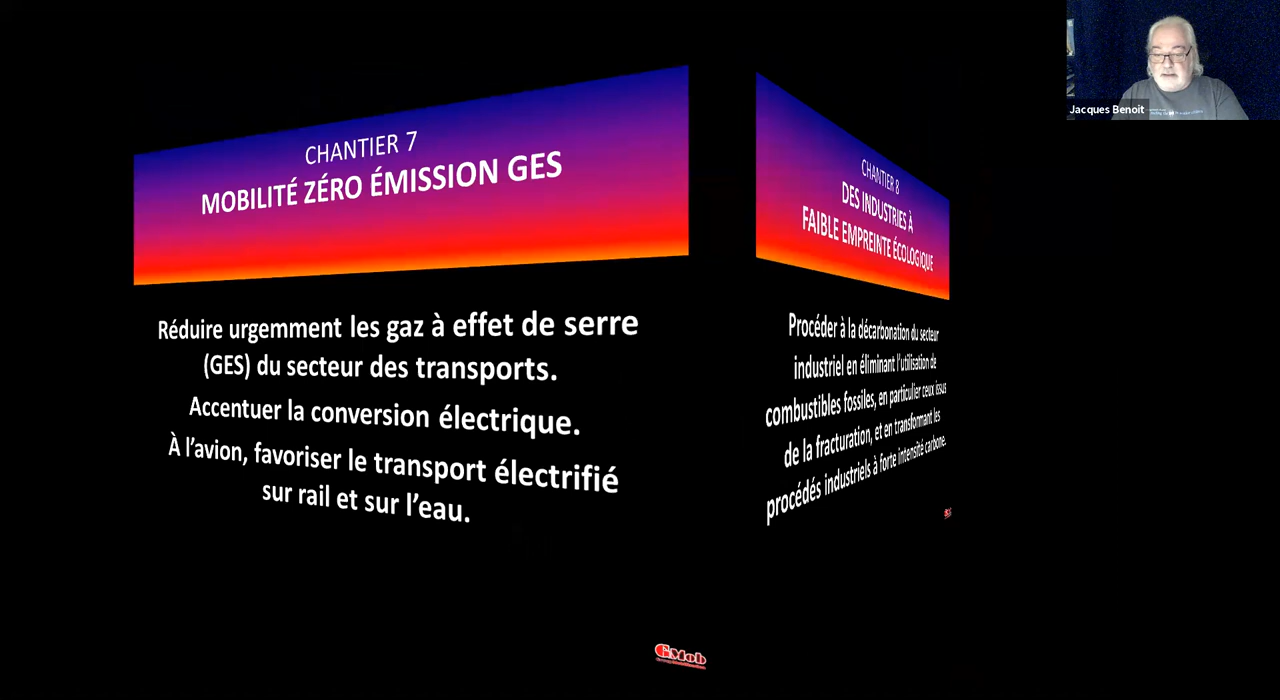 CHANTIER 7
MOBILITÉ ZÉRO ÉMISSION GES
Réduire urgemment les gaz à effet de serre
(GES) du secteur des transports.
Accentuer la conversion électrique.
À l’avion, favoriser le transport électrifié
sur rail et sur l’eau.
GMob
CHANTIER 8
DES INDUSTRIES À
FAIBLE EMPREINTE ÉCOLOGIQUE
Procéder à la décarbonation du secteur
industriel en éliminant l’utilisation de
combustibles fossiles, en particulier ceux issus
de la fracturation, et en transformant les
procédés industriels à forte intensité carbone.
Jacques Benoit